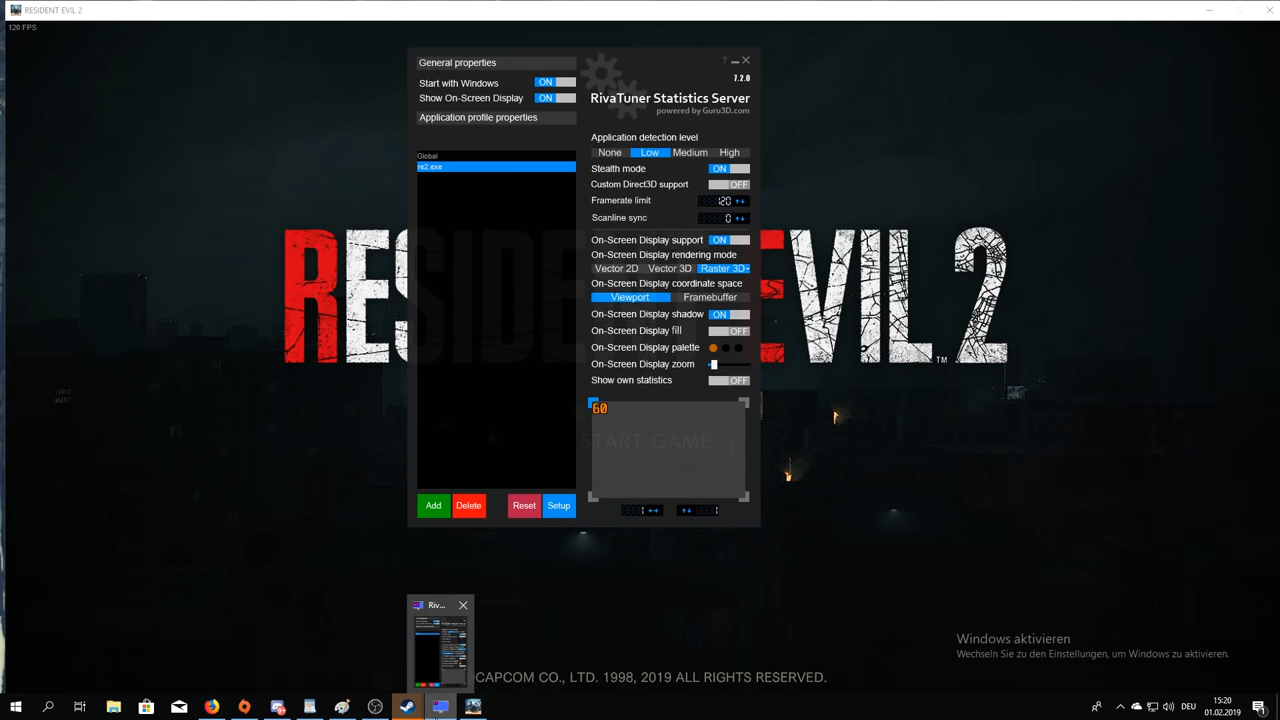 RESIDENT EVIL 2
120 FPS
General properties
Start with Windows ON
Show On-Screen Display ON
Application profile properties
Global
re2.exe
Add Delete Reset Setup
?
7.2.0
RivaTuner Statistics Server
powered by Guru3D.com
Application detection level
None Low Medium High
Stealth mode ON
Custom Direct3D support OFF
Framerate limit 120
Scanline sync 0
On-Screen Display support ON
On-Screen Display rendering mode
Vector 2D Vector 3D Raster 3D
On-Screen Display coordinate space
Viewport Framebuffer
On-Screen Display shadow ON
On-Screen Display fill OFF
On-Screen Display palette
On-Screen Display zoom
Show own statistics OFF
60
1 1
RESIDENT EVIL 2
TM
START GAME
Riv...
CAPCOM CO., LTD. 1998, 2019 ALL RIGHTS RESERVED.
Windows aktivieren
Wechseln Sie zu den Einstellungen, um Windows zu aktivieren.
DEU
15:20
01.02.2019
1